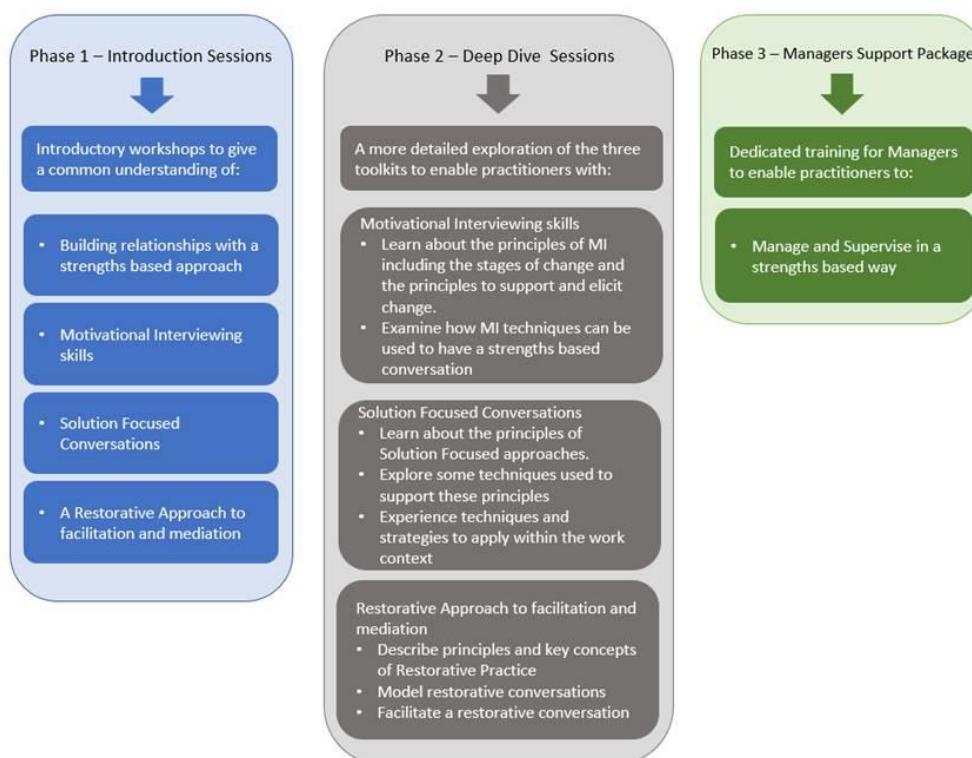 Phase 1 – Introduction Sessions
Introductory workshops to give
a common understanding of:
• Building relationships with a
strengths based approach
• Motivational Interviewing
skills
• Solution Focused
Conversations
• A Restorative Approach to
facilitation and mediation
Phase 2 – Deep Dive  Sessions
A more detailed exploration of the three
toolkits to enable practitioners with:
Motivational Interviewing skills
• Learn about the principles of MI
including the stages of change and
the principles to support and elicit
change.
• Examine how MI techniques can be
used to have a strengths based
conversation
Solution Focused Conversations
• Learn about the principles of
Solution Focused approaches.
• Explore some techniques used to
support these principles
• Experience techniques and
strategies to apply within the work
context
Restorative Approach to facilitation and
mediation
• Describe principles and key concepts
of Restorative Practice
• Model restorative conversations
• Facilitate a restorative conversation
Phase 3 – Managers Support Package
Dedicated training for Managers
to enable practitioners to:
• Manage and Supervise in a
strengths based way